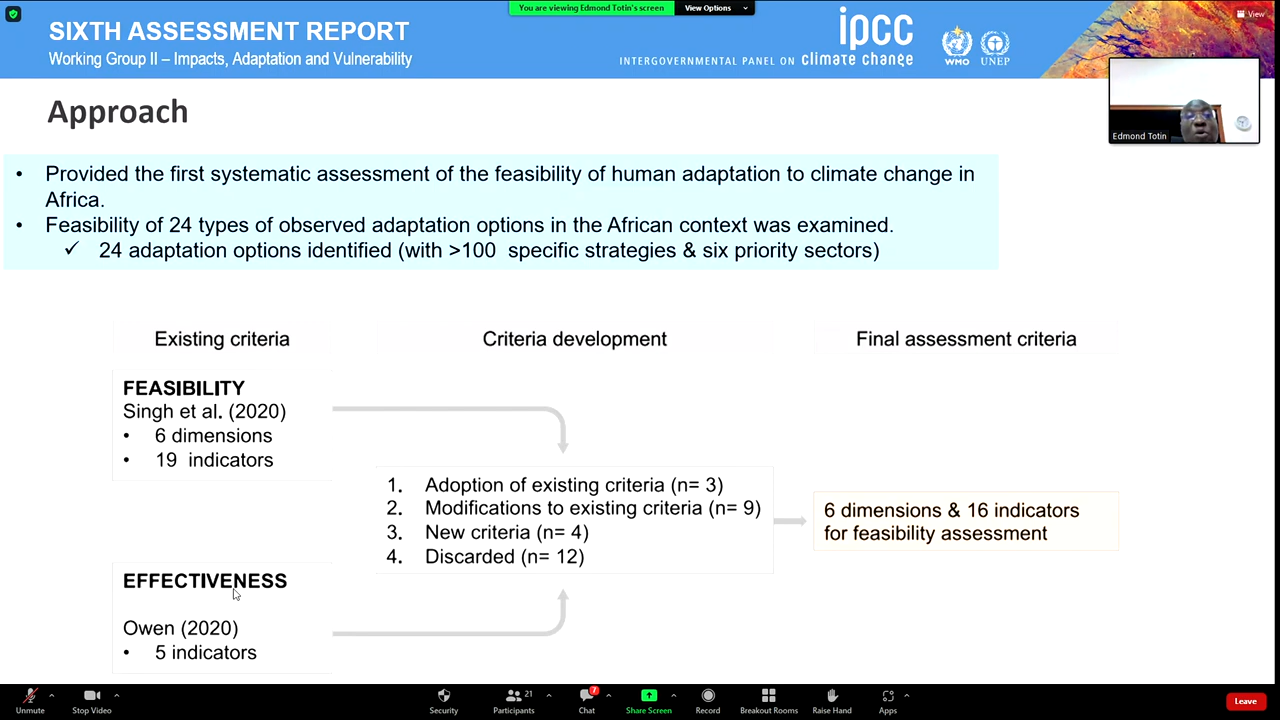 You are viewing Edmond Totin's screen
View Options
View
SIXTH ASSESSMENT REPORT
Working Group II – Impacts, Adaptation and Vulnerability
ipcc
INTERGOVERNMENTAL PANEL ON climate change
WMO
UNEP
Edmond Totin
Approach
• Provided the first systematic assessment of the feasibility of human adaptation to climate change in
Africa.
• Feasibility of 24 types of observed adaptation options in the African context was examined.
✓ 24 adaptation options identified (with >100 specific strategies & six priority sectors)
Existing criteria
Criteria development
Final assessment criteria
FEASIBILITY
Singh et al. (2020)
• 6 dimensions
• 19 indicators
1. Adoption of existing criteria (n= 3)
2. Modifications to existing criteria (n= 9)
3. New criteria (n= 4)
4. Discarded (n= 12)
6 dimensions & 16 indicators
for feasibility assessment
EFFECTIVENESS
Owen (2020)
• 5 indicators
Unmute
Stop Video
Security
21
Participants
7
Chat
Share Screen
Record
Breakout Rooms
Raise Hand
Apps
Leave